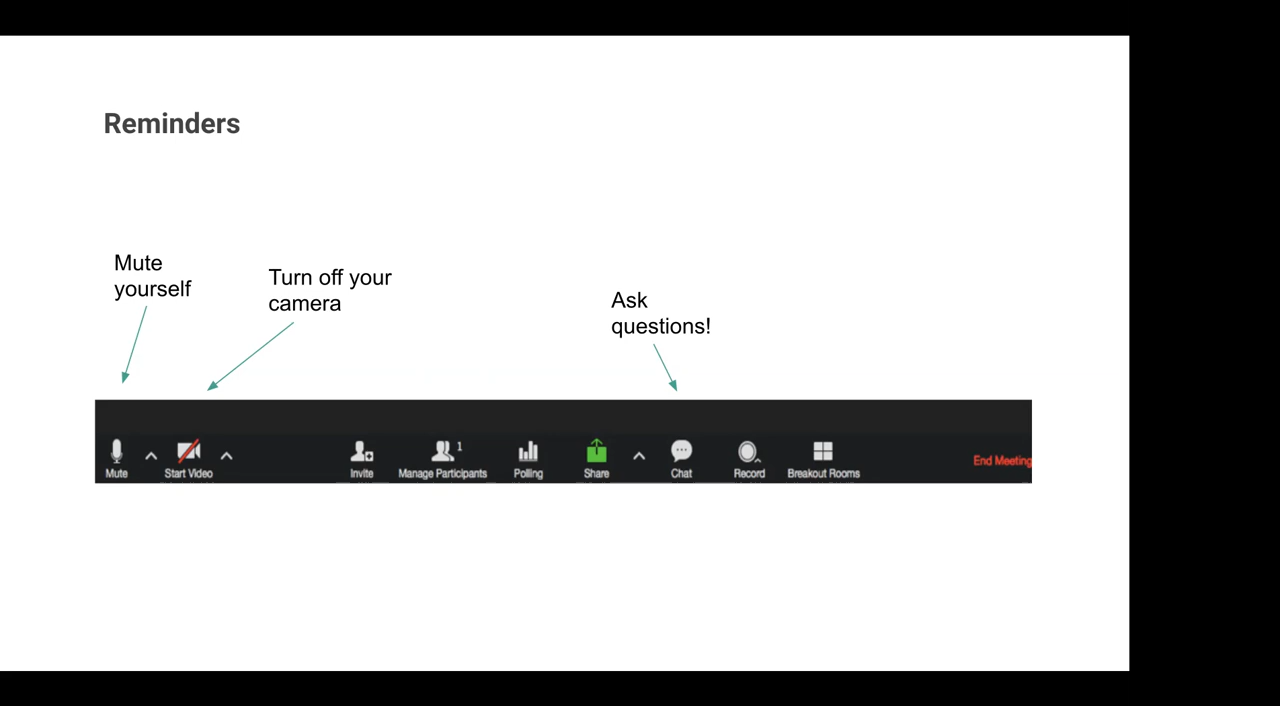 Reminders
Mute
yourself
Turn off your
camera
Ask
questions!
Mute
Start Video
Invite
1
Manage Participants
Polling
Share
Chat
Record
Breakout Rooms
End Meeting